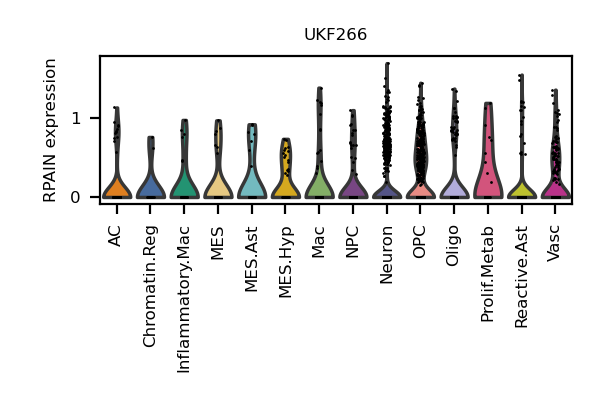 UKF266
RPAIN expression
1
0
AC
Chromatin.Reg
Inflammatory.Mac
MES
MES.Ast
MES.Hyp
Mac
NPC
Neuron
OPC
Oligo
Prolif.Metab
Reactive.Ast
Vasc